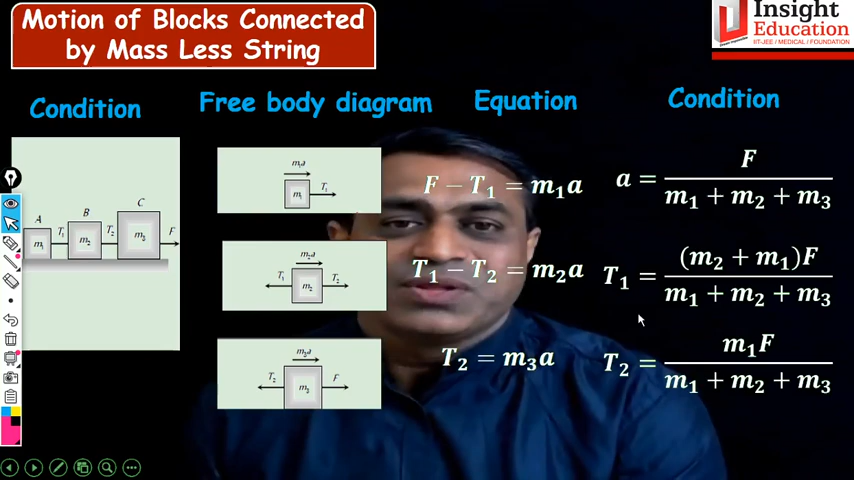 Motion of Blocks Connected
by Mass Less String
Insight
Education
IIT-JEE / MEDICAL / FOUNDATION
Condition
Free body diagram
Equation
Condition
A
B
C
m₁
T₁
m₂
T₂
m₃
F
m₁a
m₁
T₁
F − T₁ = m₁a
a = F / (m₁ + m₂ + m₃)
m₂a
T₁
m₂
T₂
T₁ − T₂ = m₂a
T₁ = (m₂ + m₁)F / (m₁ + m₂ + m₃)
m₃a
T₂
m₃
F
T₂ = m₃a
T₂ = m₁F / (m₁ + m₂ + m₃)